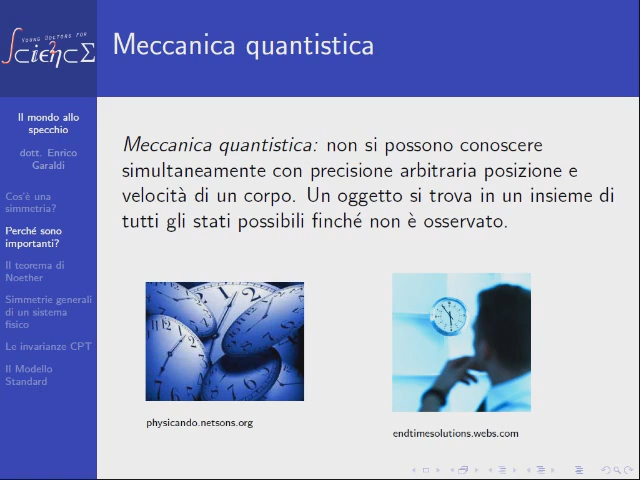 YOUNG DOCTORS FOR
Meccanica quantistica
Il mondo allo
specchio
dott. Enrico
Garaldi
Cos'è una
simmetria?
Perché sono
importanti?
Il teorema di
Noether
Simmetrie generali
di un sistema
fisico
Le invarianze CPT
Il Modello
Standard
Meccanica quantistica: non si possono conoscere
simultaneamente con precisione arbitraria posizione e
velocità di un corpo. Un oggetto si trova in un insieme di
tutti gli stati possibili finché non è osservato.
physicando.netsons.org
endtimesolutions.webs.com